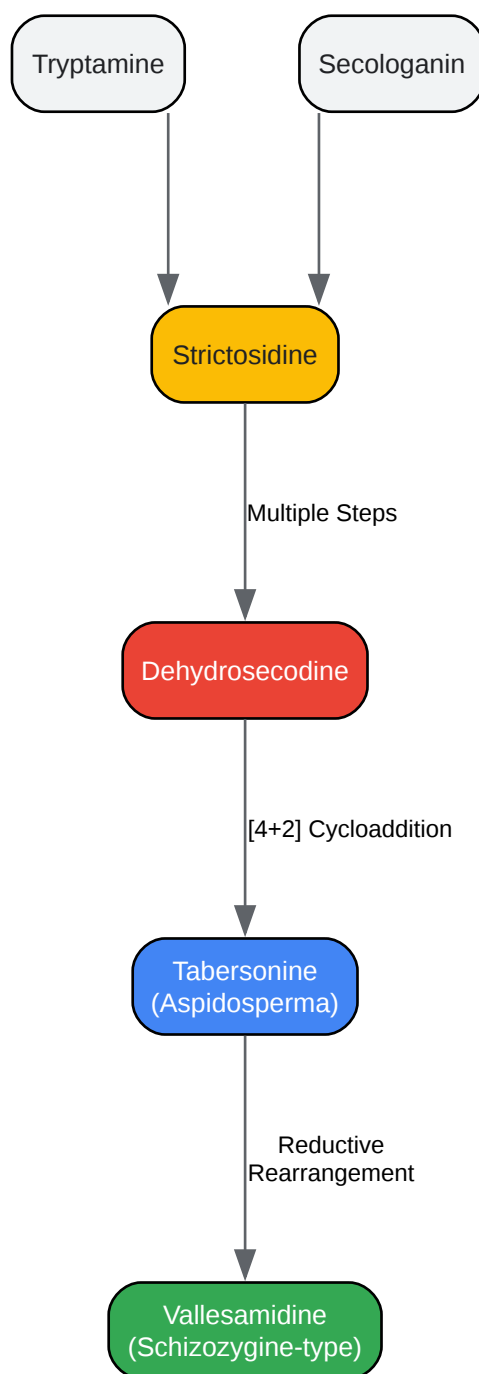 Tryptamine
Secologanin
Strictosidine
Multiple Steps
Dehydrosecodine
[4+2] Cycloaddition
Tabersonine
(Aspidosperma)
Reductive
Rearrangement
Vallesamidine
(Schizozygine-type)